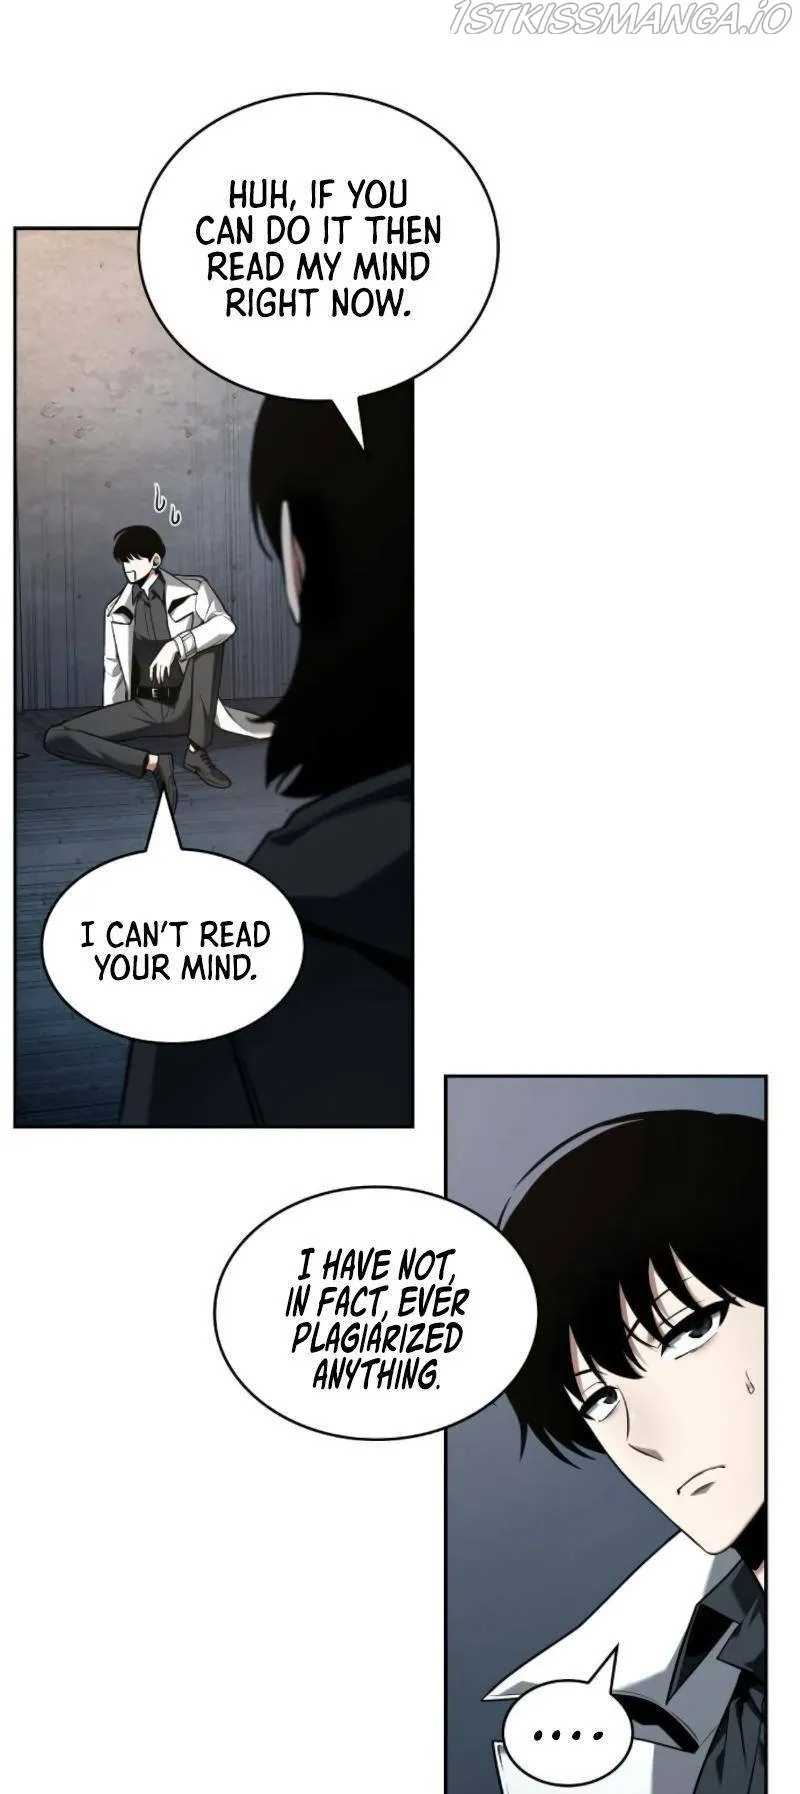 1STKISSMANGA.IO
HUH, IF YOU
CAN DO IT THEN
READ MY MIND
RIGHT NOW.
I CAN'T READ
YOUR MIND.
I HAVE NOT,
IN FACT, EVER
PLAGIARIZED
ANYTHING.
....